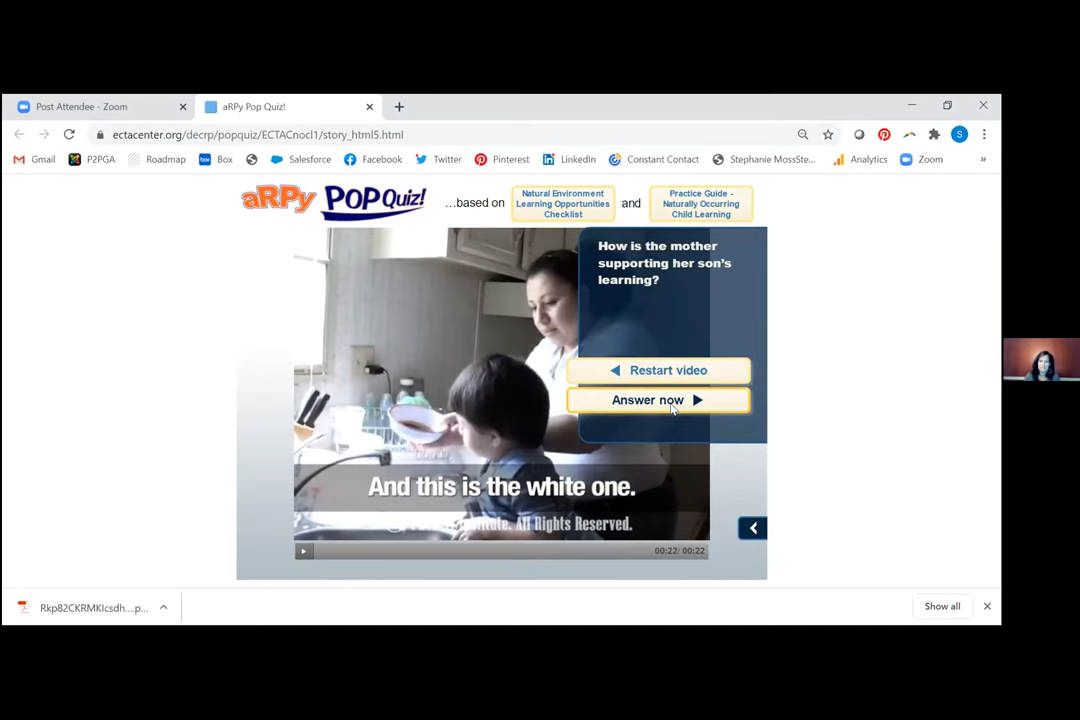 Post Attendee - Zoom
aRPy Pop Quiz!
ectacenter.org/decrp/popquiz/ECTACnocl1/story_html5.html
S
Gmail
P2PGA
Roadmap
Box
Salesforce
Facebook
Twitter
Pinterest
LinkedIn
Constant Contact
Stephanie MossSte...
Analytics
Zoom
»
aRPy POP Quiz!
...based on
Natural Environment
Learning Opportunities
Checklist
and
Practice Guide -
Naturally Occurring
Child Learning
How is the mother
supporting her son's
learning?
Restart video
Answer now
And this is the white one.
All Rights Reserved.
00:22/ 00:22
Rkp82CKRMKIcsdh....p...
Show all